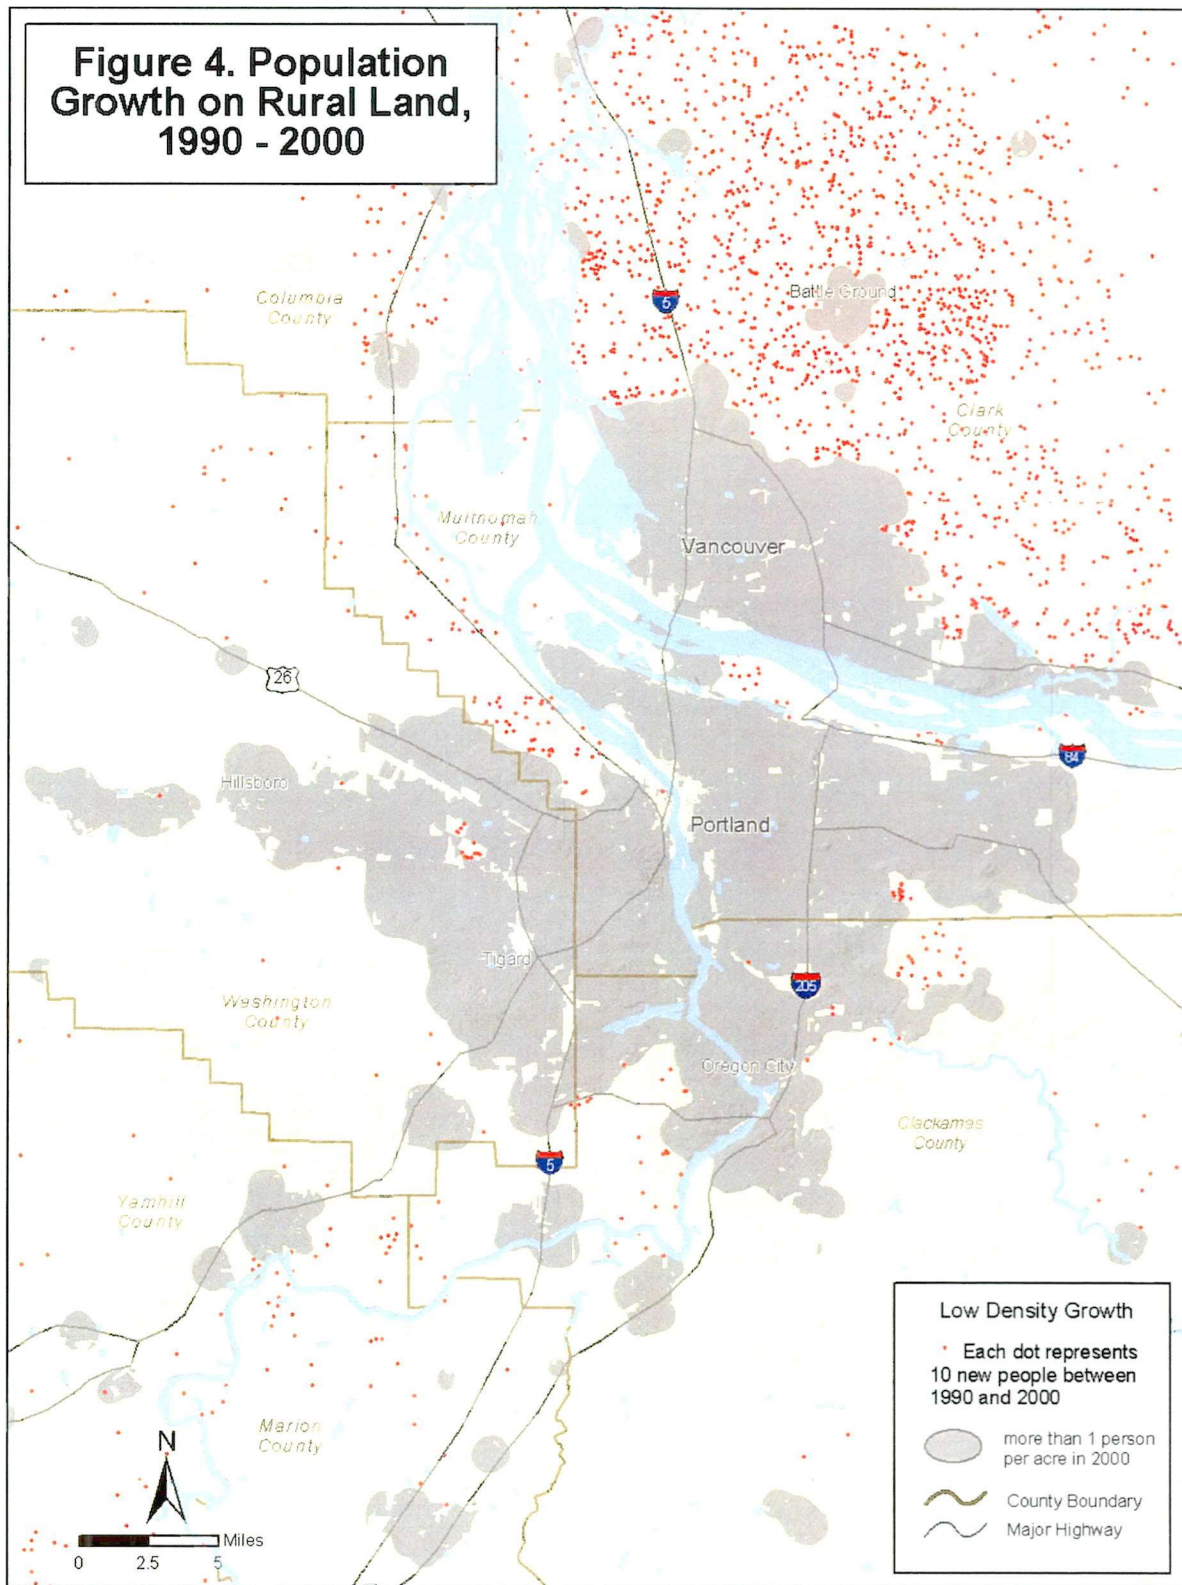 Figure 4. Population
Growth on Rural Land,
1990 - 2000
Columbia
County
5
Battle Ground
Clark
County
Multnomah
County
Vancouver
26
84
Hillsboro
Portland
Tigard
205
Washington
County
Oregon City
Clackamas
County
5
Yamhill
County
Marion
County
N
Miles
0 2.5 5
Low Density Growth
Each dot represents
10 new people between
1990 and 2000
more than 1 person
per acre in 2000
County Boundary
Major Highway